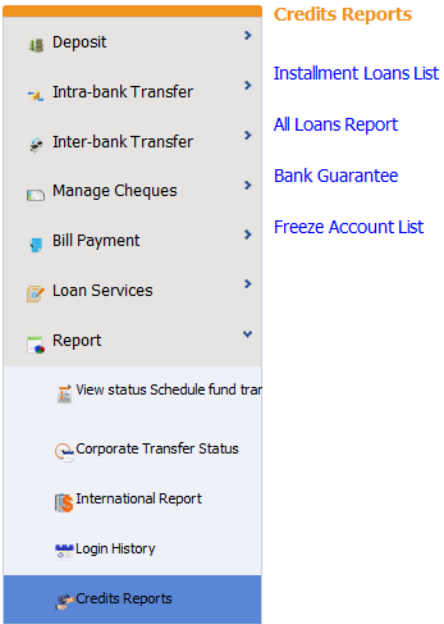 Deposit
Intra-bank Transfer
Inter-bank Transfer
Manage Cheques
Bill Payment
Loan Services
Report
View status Schedule fund tran
Corporate Transfer Status
International Report
Login History
Credits Reports
Credits Reports
Installment Loans List
All Loans Report
Bank Guarantee
Freeze Account List